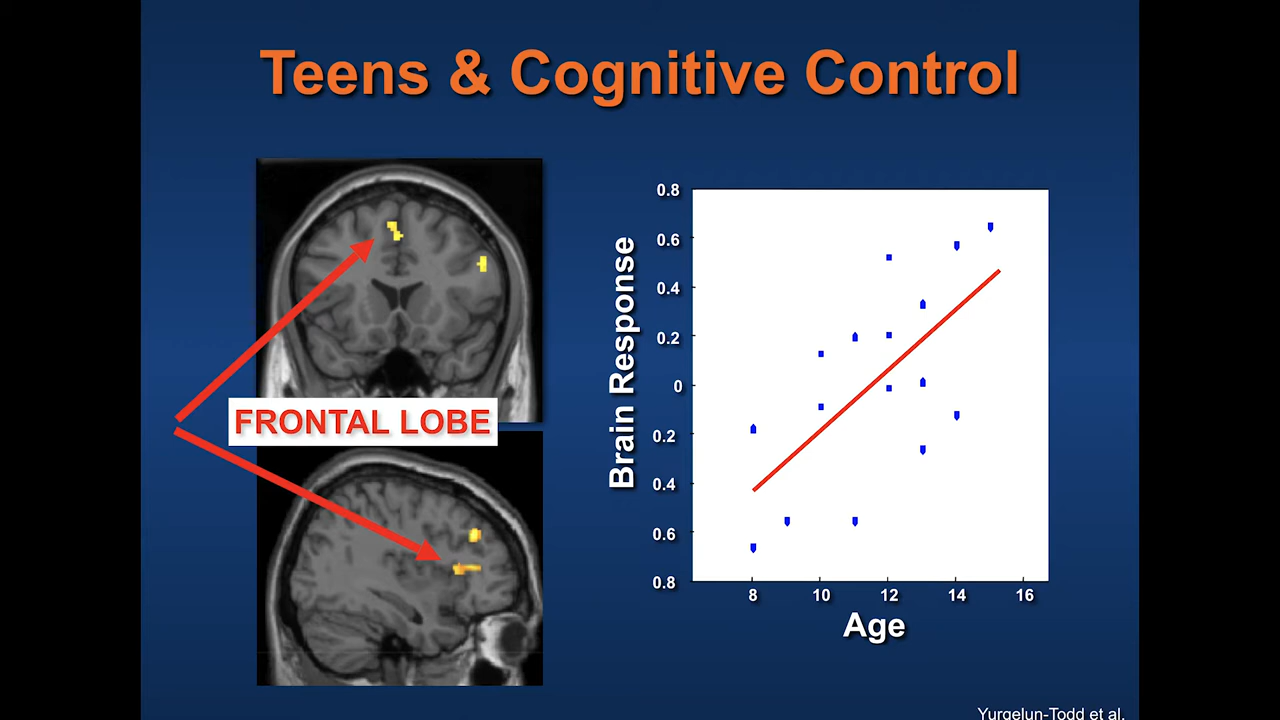 Teens & Cognitive Control
FRONTAL LOBE
Brain Response
0.8
0.6
0.4
0.2
0
0.2
0.4
0.6
0.8
8 10 12 14 16
Age
Yurgelun-Todd et al.